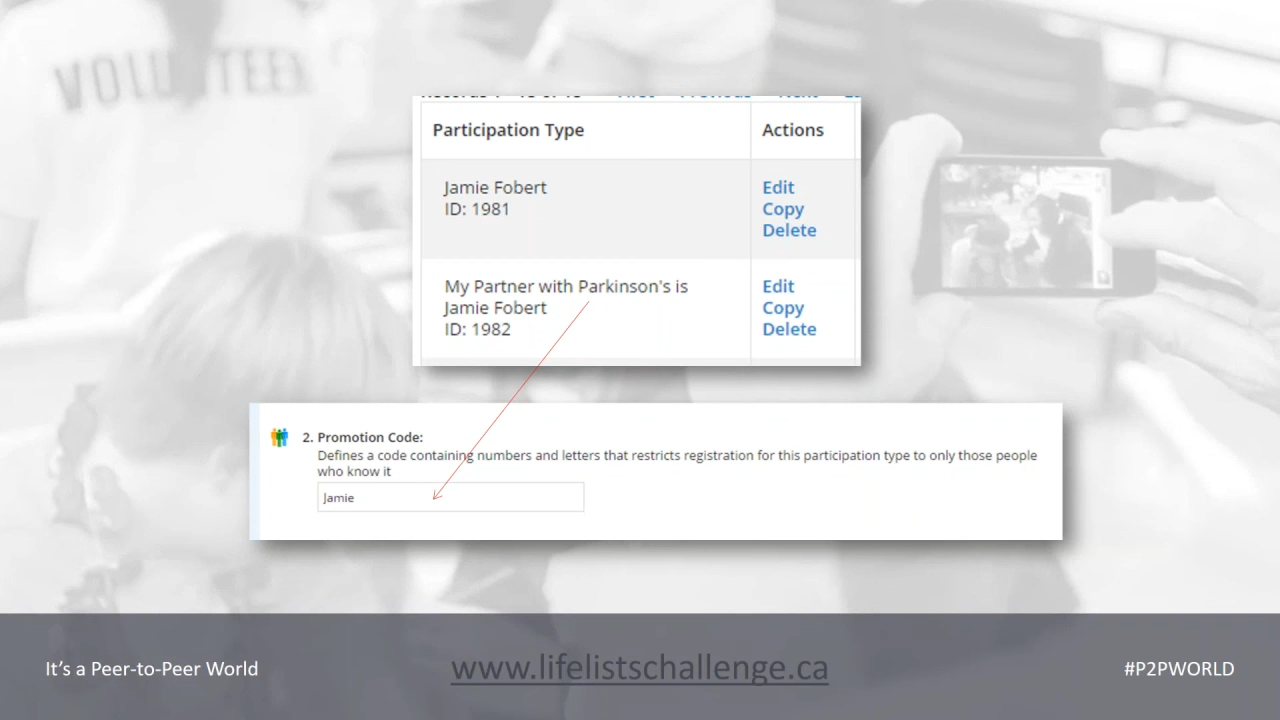 VOLUNTEER
Participation Type
Actions
Jamie Fobert
ID: 1981
Edit
Copy
Delete
My Partner with Parkinson's is
Jamie Fobert
ID: 1982
Edit
Copy
Delete
2. Promotion Code:
Defines a code containing numbers and letters that restricts registration for this participation type to only those people
who know it
Jamie
It's a Peer-to-Peer World
www.lifelistschallenge.ca
#P2PWORLD